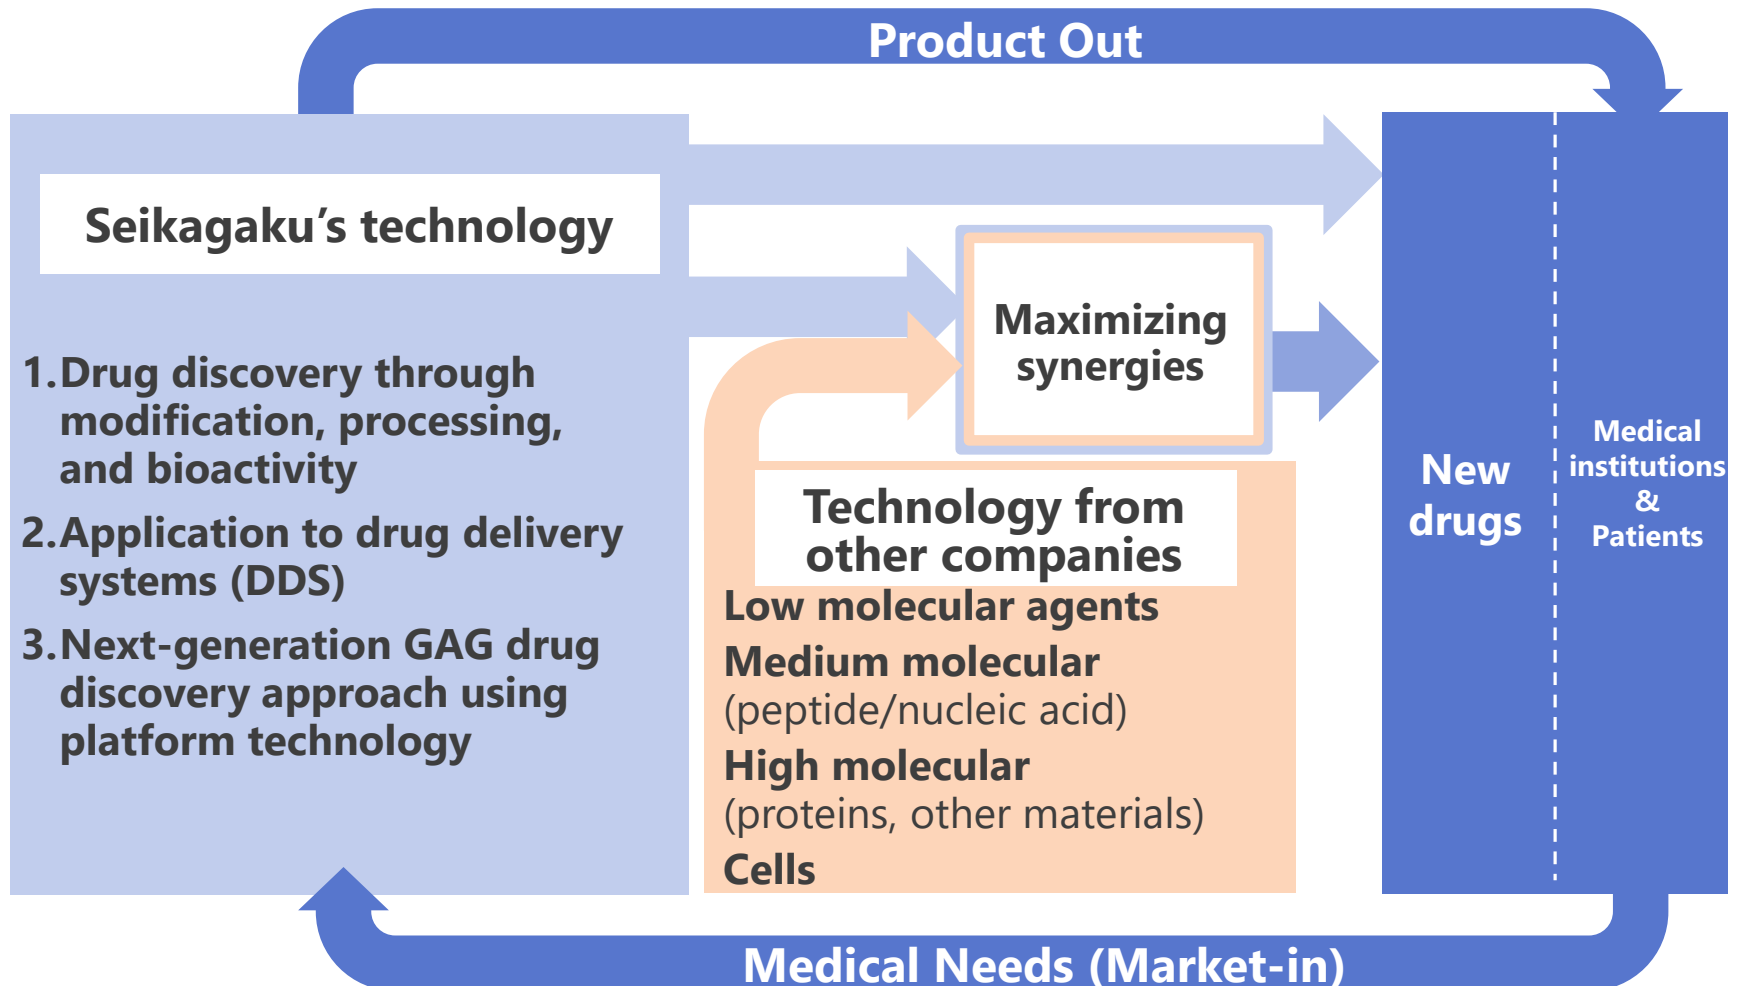 Product Out
Seikagaku’s technology
1.Drug discovery through
modification, processing,
and bioactivity
2.Application to drug delivery
systems (DDS)
3.Next-generation GAG drug
discovery approach using
platform technology
Maximizing
synergies
Technology from
other companies
Low molecular agents
Medium molecular
(peptide/nucleic acid)
High molecular
(proteins, other materials)
Cells
New
drugs
Medical
institutions
&
Patients
Medical Needs (Market-in)